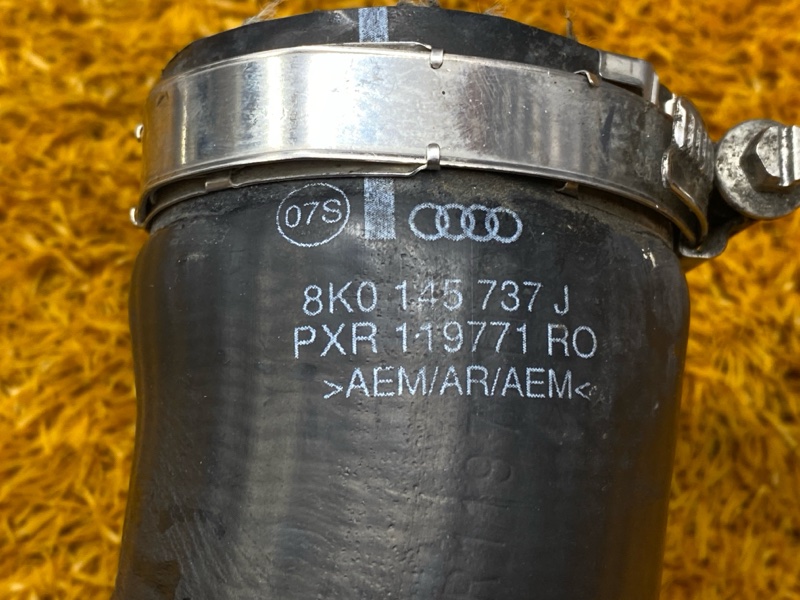 07S
8K0 145 737 J
PXR 119771 RO
>AEM/AR/AEM<